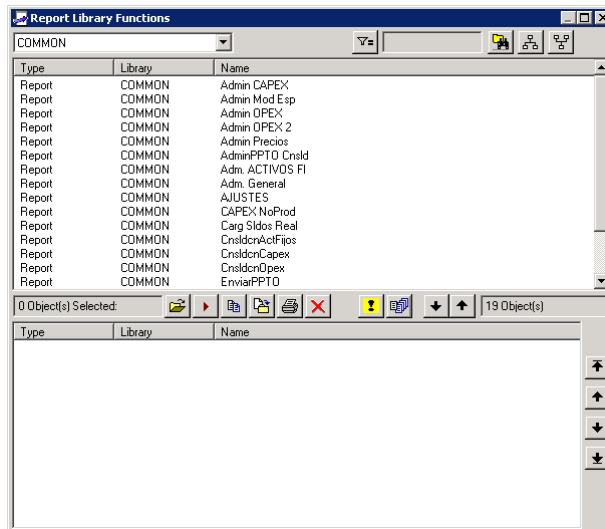 Report Library Functions
COMMON
Type Library Name
Report COMMON Admin CAPEX
Report COMMON Admin Mod Esp
Report COMMON Admin OPEX
Report COMMON Admin OPEX 2
Report COMMON Admin Precios
Report COMMON AdminPPTO Cnsld
Report COMMON Adm. ACTIVOS FI
Report COMMON Adm. General
Report COMMON AJUSTES
Report COMMON CAPEX NoProd
Report COMMON Carg Sldos Real
Report COMMON CnsldcnActFijos
Report COMMON CnsldcnCapex
Report COMMON CnsldcnOpex
Report COMMON EnviarPPTO
0 Object(s) Selected: 19 Object(s)
Type Library Name